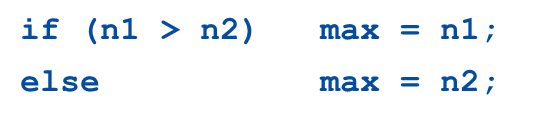 if (n1 > n2) max = n1;
else max = n2;